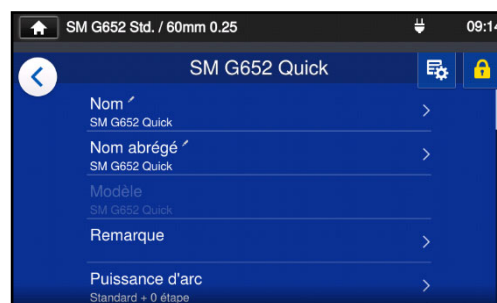 SM G652 Std. / 60mm 0.25
09:14
SM G652 Quick
Nom
SM G652 Quick
Nom abrégé
SM G652 Quick
Modèle
SM G652 Quick
Remarque
Puissance d'arc
Standard + 0 étape